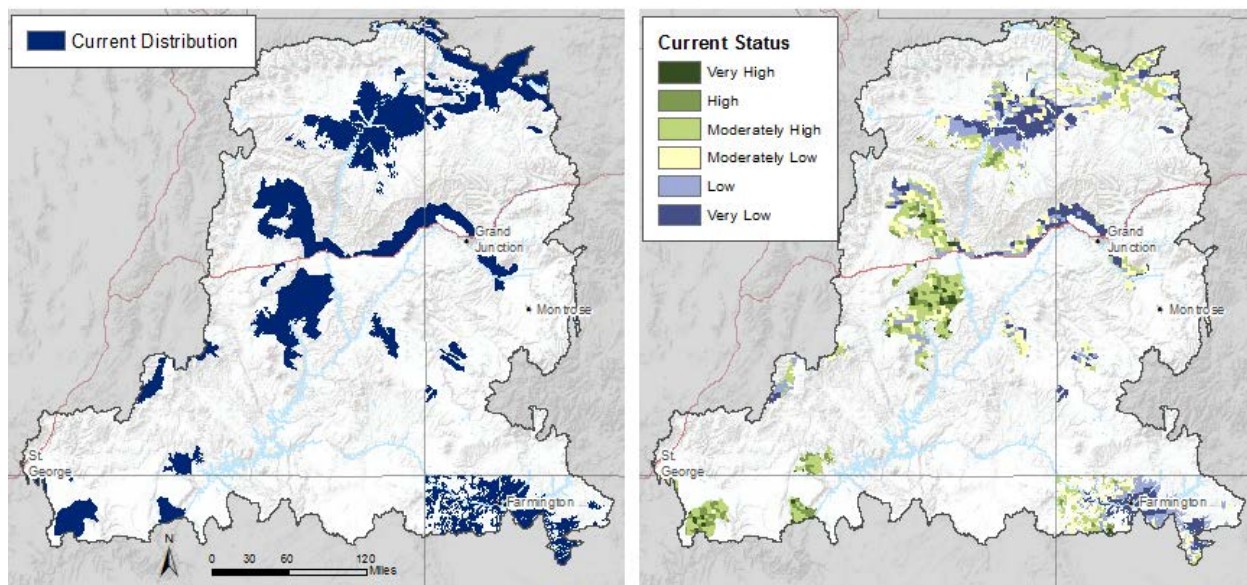 Current Distribution
Grand
Junction
Montrose
St.
George
Farmington
N
0 30 60 120
Miles
Current Status
Very High
High
Moderately High
Moderately Low
Low
Very Low
Grand
Junction
Montrose
St.
George
Farmington